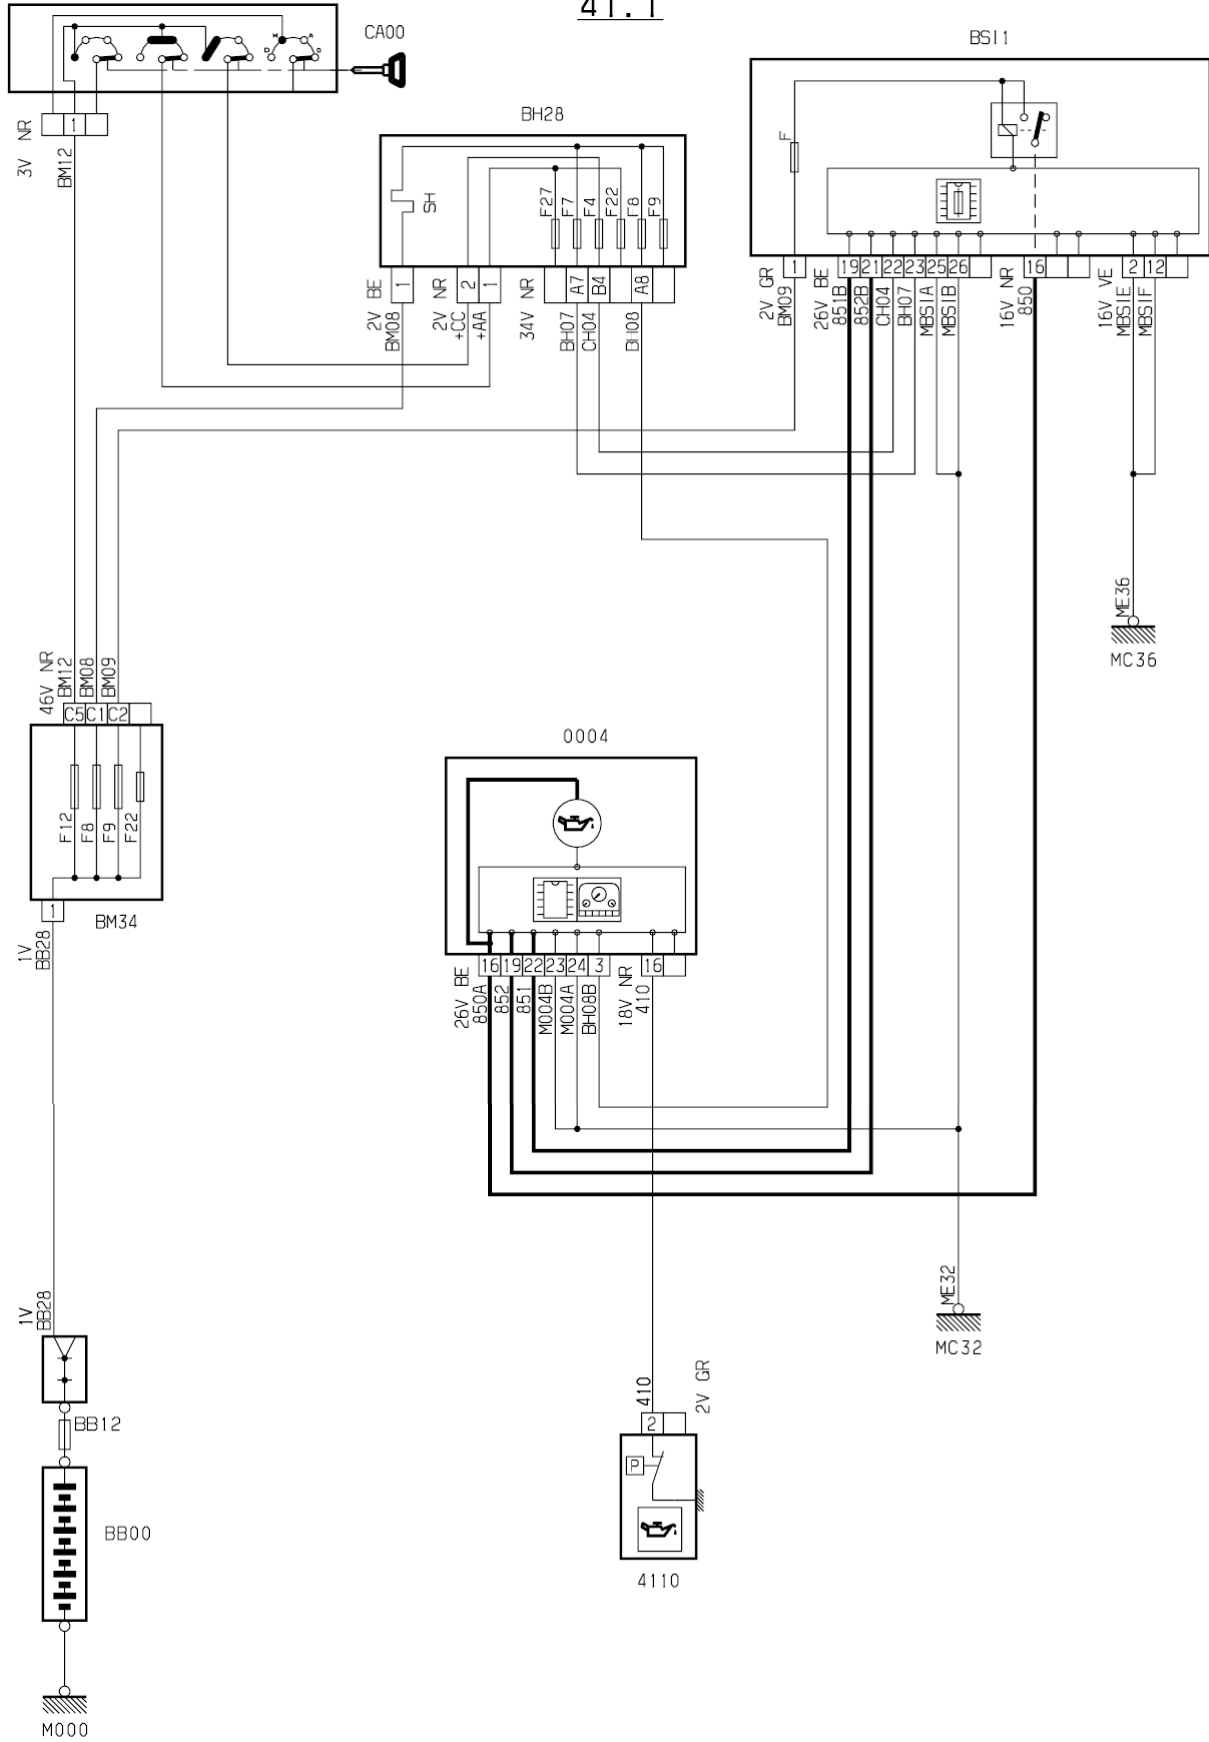 41.1
CA00
BSI1
M
A
D
S
3V NR
1
BM12
BH28
SH
F27
F7
F4
F22
F8
F9
F
2V BE
1
BM08
2V NR
2
1
+CC
+AA
34V NR
A7
B4
A8
BH07
CH04
BH08
2V GR
1
BM09
26V BE
19
21
22
23
25
26
851B
852B
CH04
BH07
MBSIA
MBSIB
16V NR
16
850
16V VE
2
12
MBSIE
MBSIF
ME36
MC36
46V NR
BM12
BM08
BM09
C5
C1
C2
F12
F8
F9
F22
1
BM34
1V
BB28
0004
26V BE
16
19
22
23
24
3
850A
852
851
M004B
M004A
BH08B
18V NR
16
410
1V
BB28
BB12
BB00
M000
ME32
MC32
410
2V GR
2
P
4110